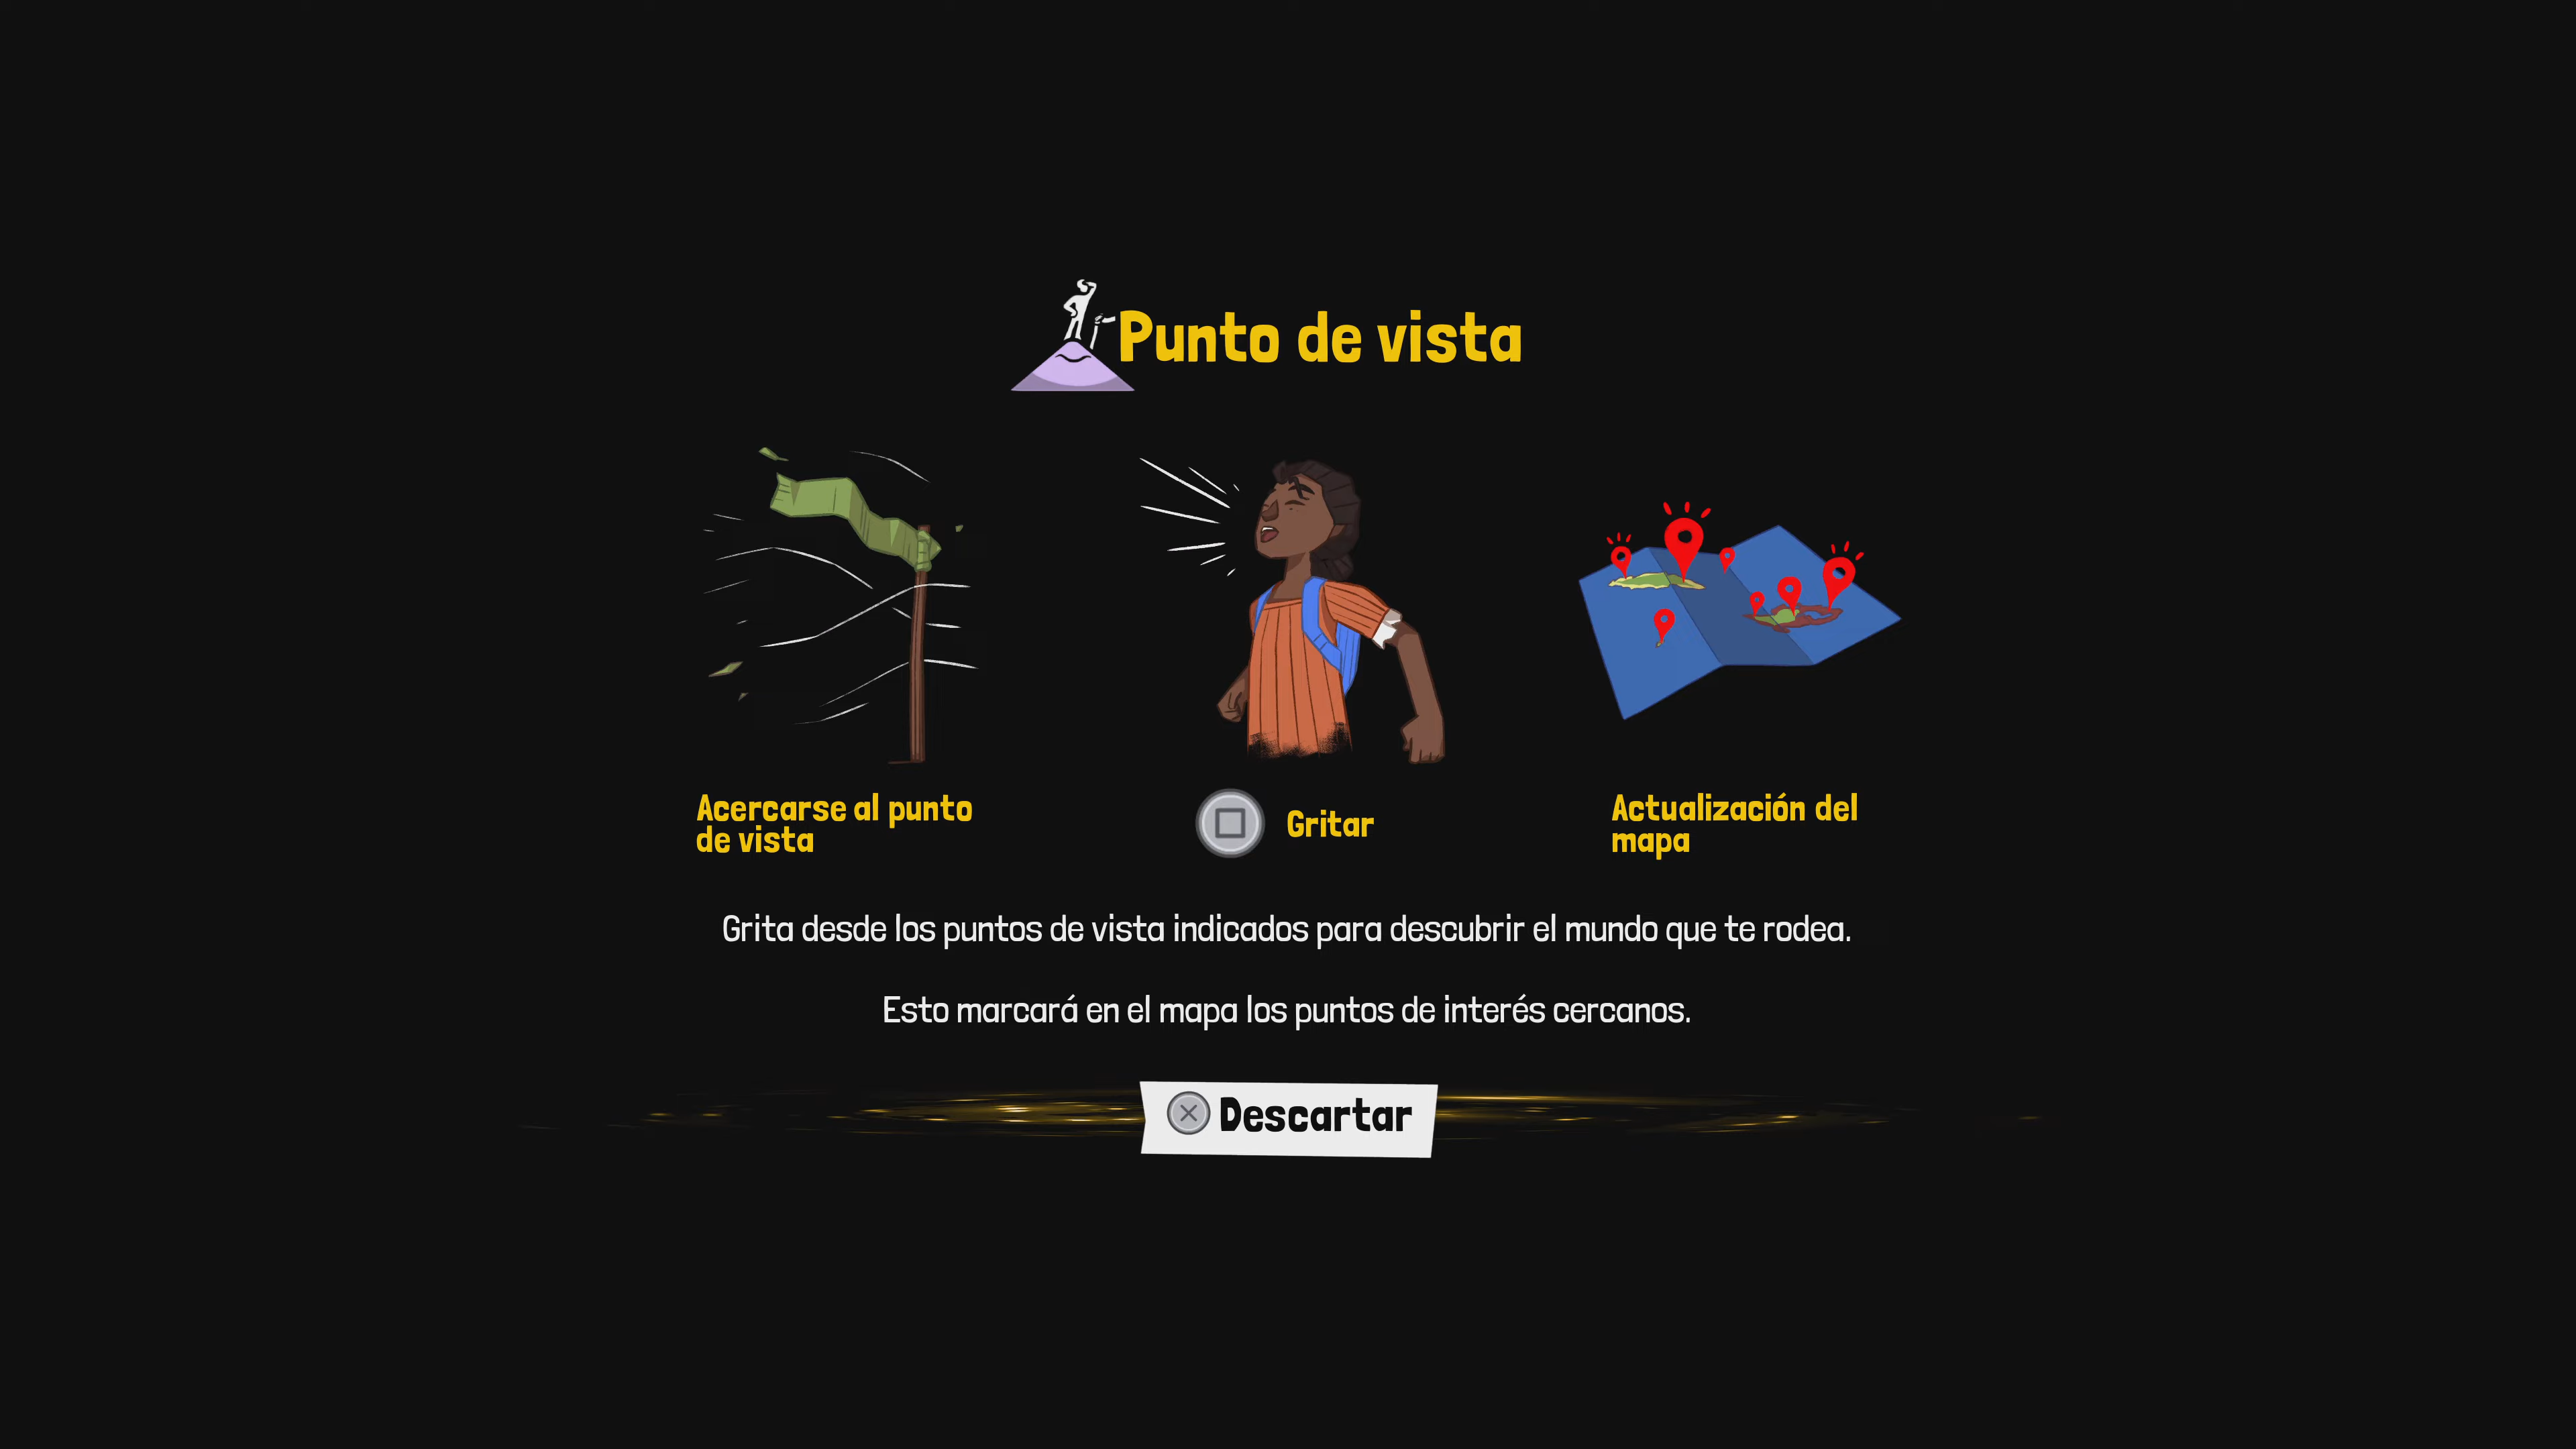 Punto de vista
Acercarse al punto
de vista
Gritar
Actualización del
mapa
Grita desde los puntos de vista indicados para descubrir el mundo que te rodea.
Esto marcará en el mapa los puntos de interés cercanos.
Descartar